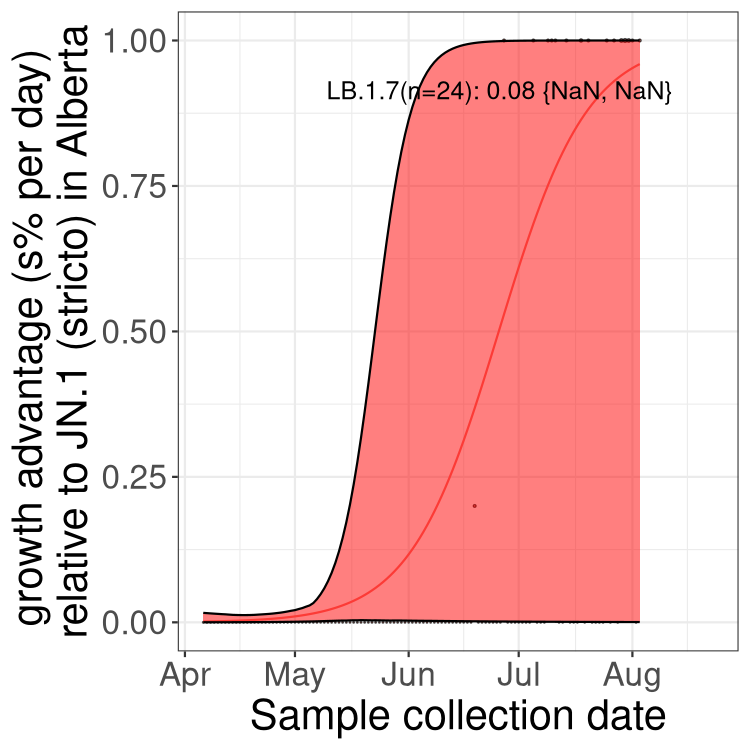 growth advantage (s% per day)
relative to JN.1 (stricto) in Alberta
1.00
0.75
0.50
0.25
0.00
LB.1.7(n=24): 0.08 {NaN, NaN}
Apr
May
Jun
Jul
Aug
Sample collection date